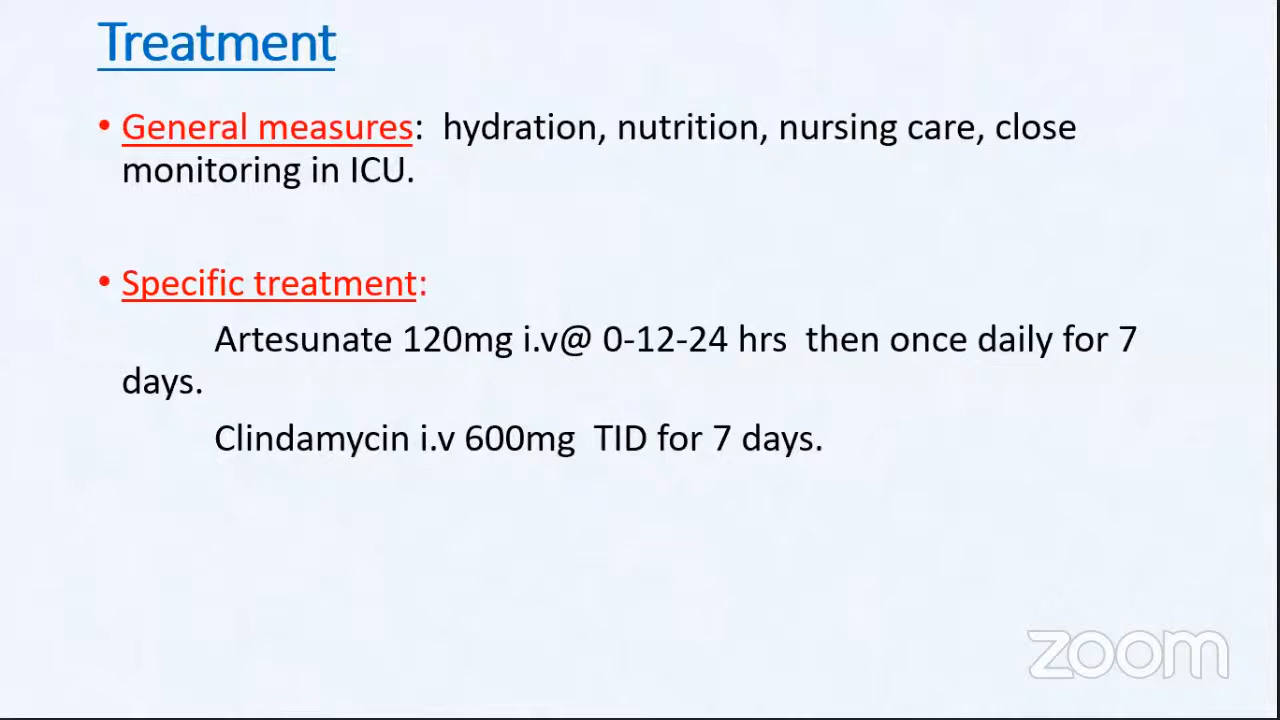 Treatment
• General measures: hydration, nutrition, nursing care, close
monitoring in ICU.
• Specific treatment:
Artesunate 120mg i.v@ 0-12-24 hrs then once daily for 7
days.
Clindamycin i.v 600mg TID for 7 days.
zoom